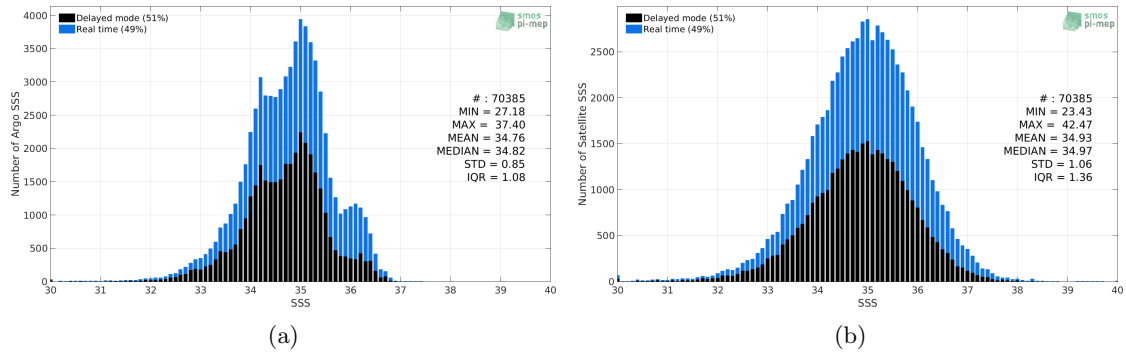 Delayed mode (51%)
Real time (49%)
smos
pi-mep
4000
3500
3000
2500
2000
1500
1000
500
0
Number of Argo SSS
# : 70385
MIN = 27.18
MAX = 37.40
MEAN = 34.76
MEDIAN = 34.82
STD = 0.85
IQR = 1.08
30 31 32 33 34 35 36 37 38 39 40
SSS
(a)
Delayed mode (51%)
Real time (49%)
smos
pi-mep
2500
2000
1500
1000
500
0
Number of Satellite SSS
# : 70385
MIN = 23.43
MAX = 42.47
MEAN = 34.93
MEDIAN = 34.97
STD = 1.06
IQR = 1.36
30 31 32 33 34 35 36 37 38 39 40
SSS
(b)